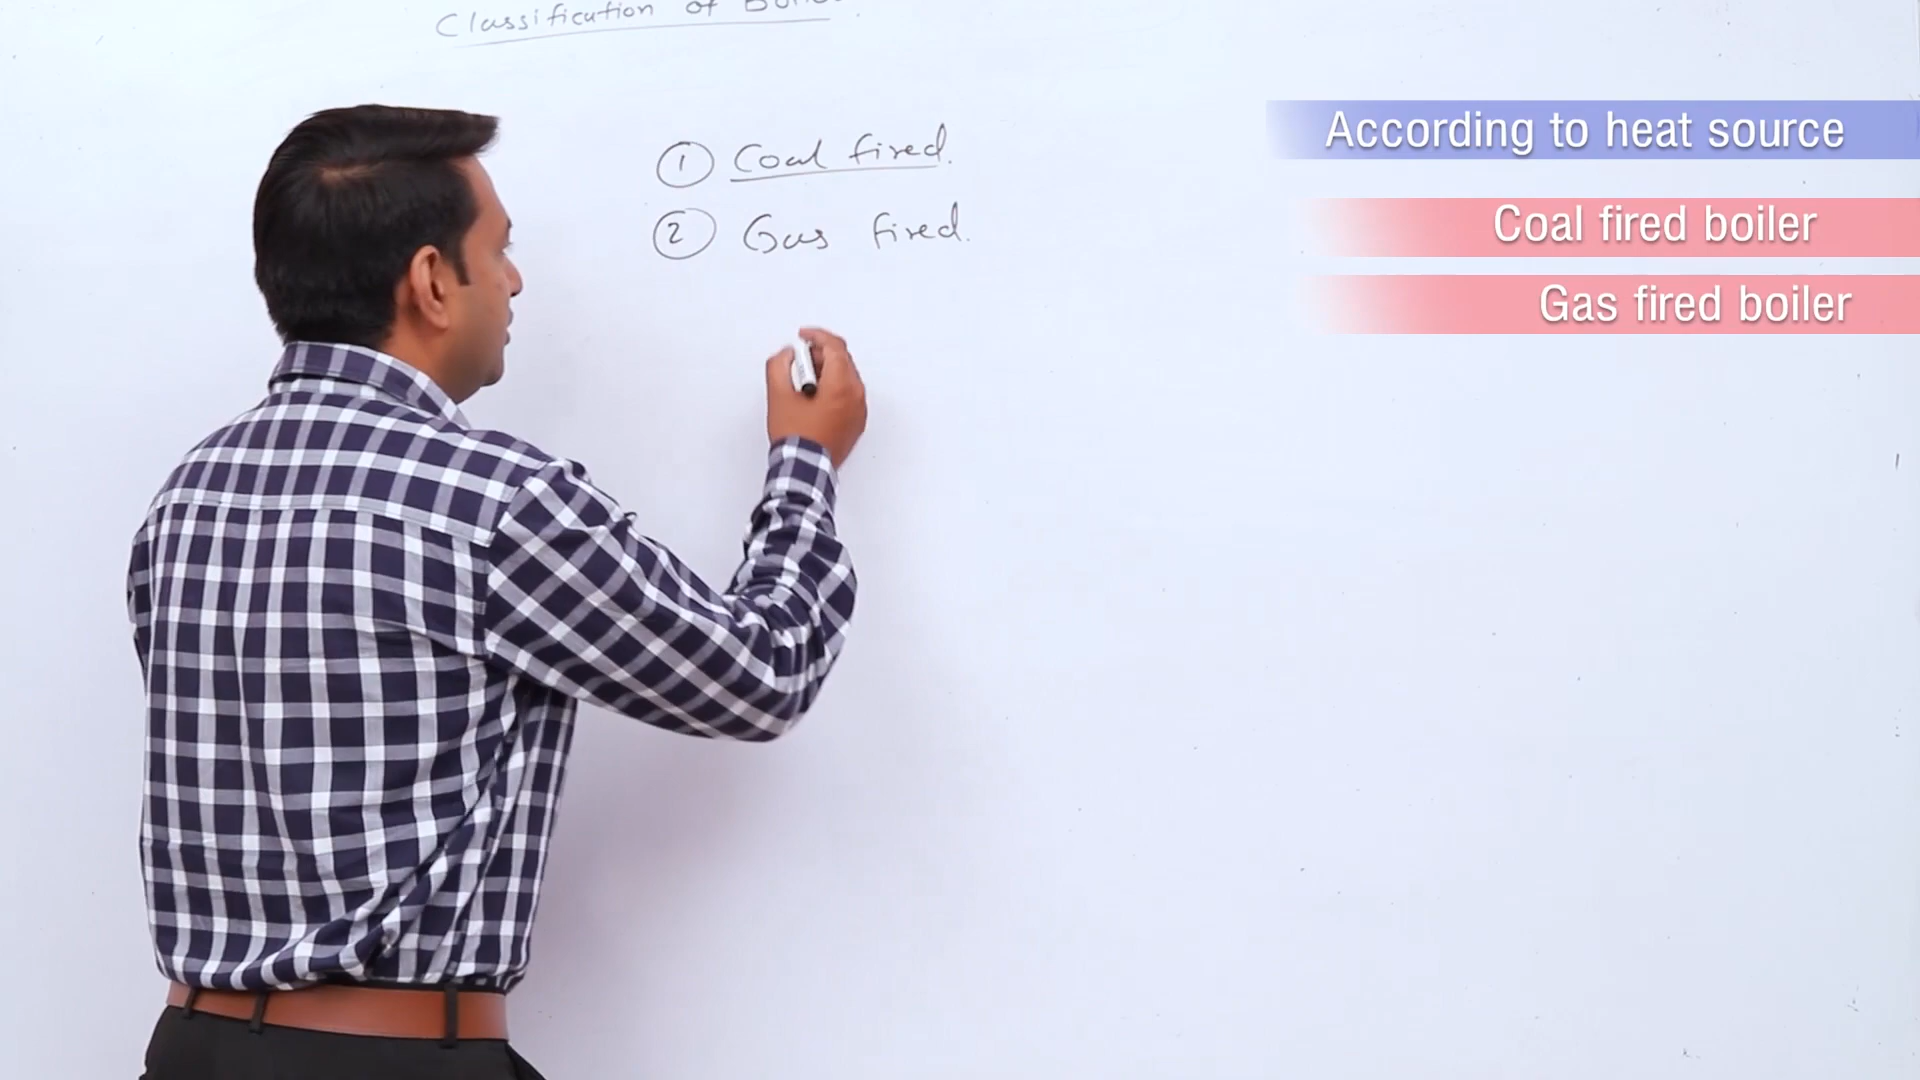 Classification of
① Coal fired.
② Gas fired.
According to heat source
Coal fired boiler
Gas fired boiler